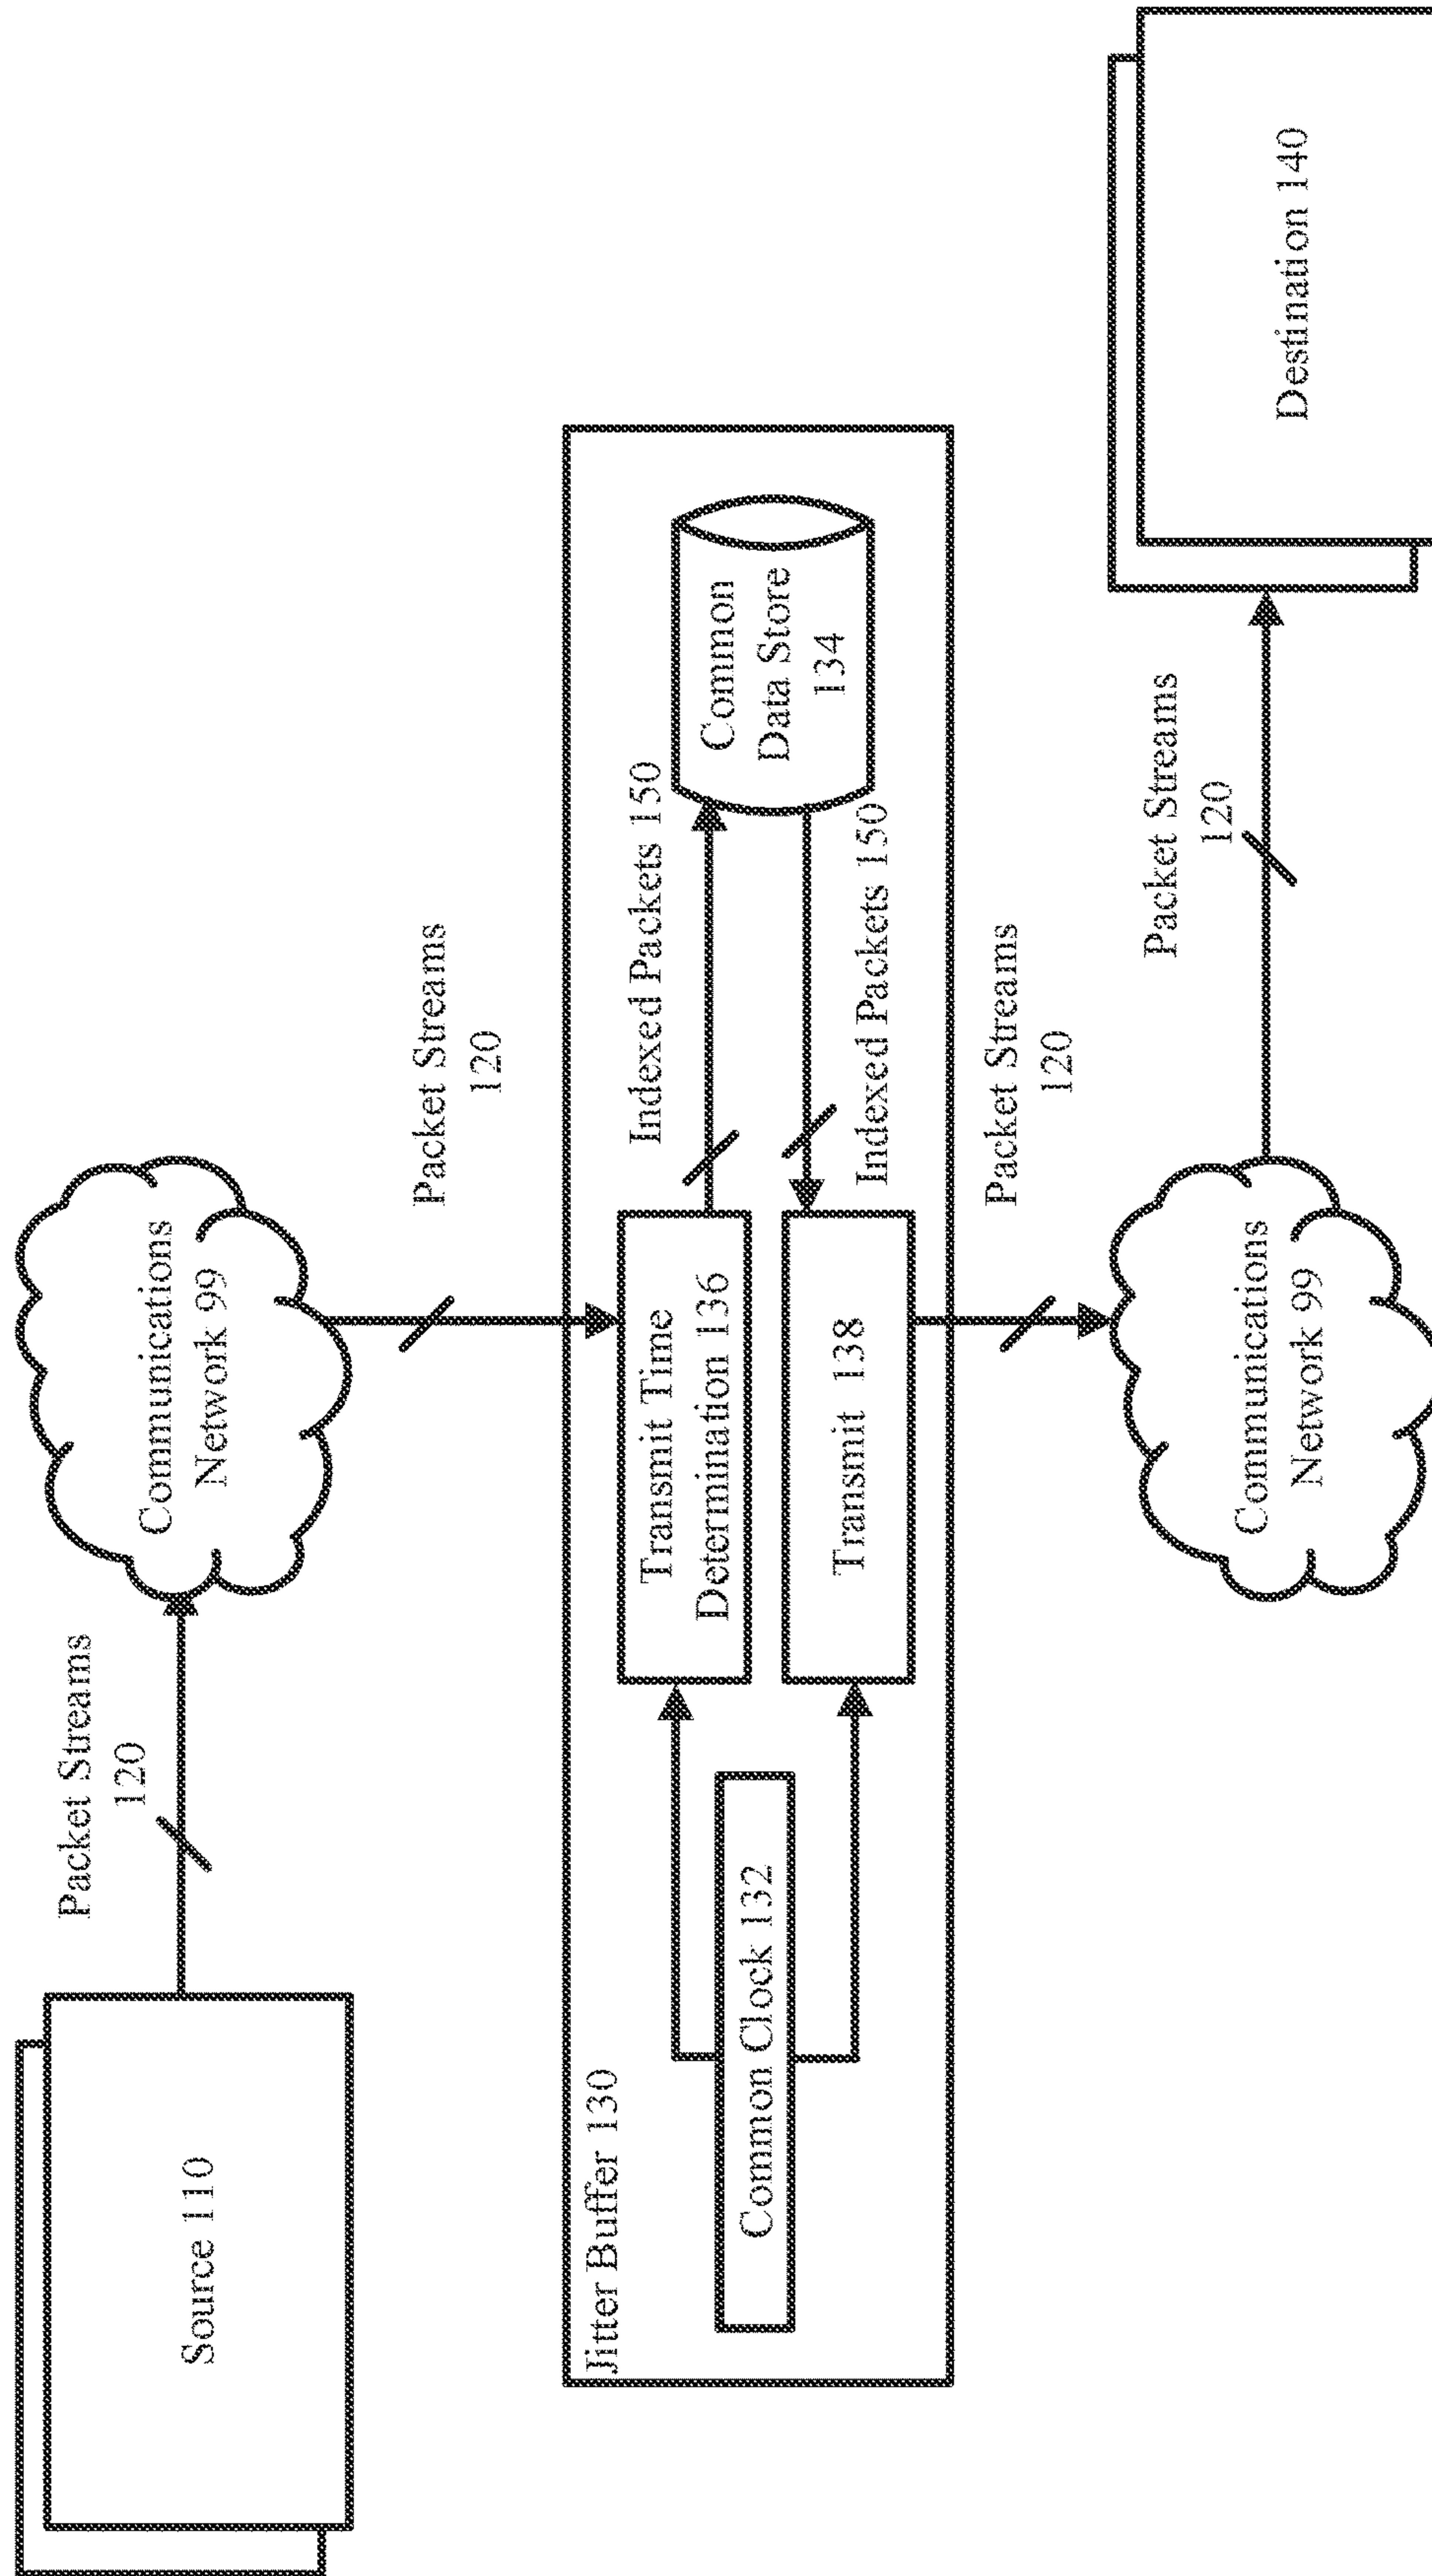 Source 110
Packet Streams
120
Communications
Network 99
Packet Streams
120
Jitter Buffer 130
Common Clock 132
Transmit Time
Determination 136
Transmit 138
Indexed Packets 150
Indexed Packets 150
Common
Data Store
134
Packet Streams
120
Communications
Network 99
Packet Streams
120
Destination 140